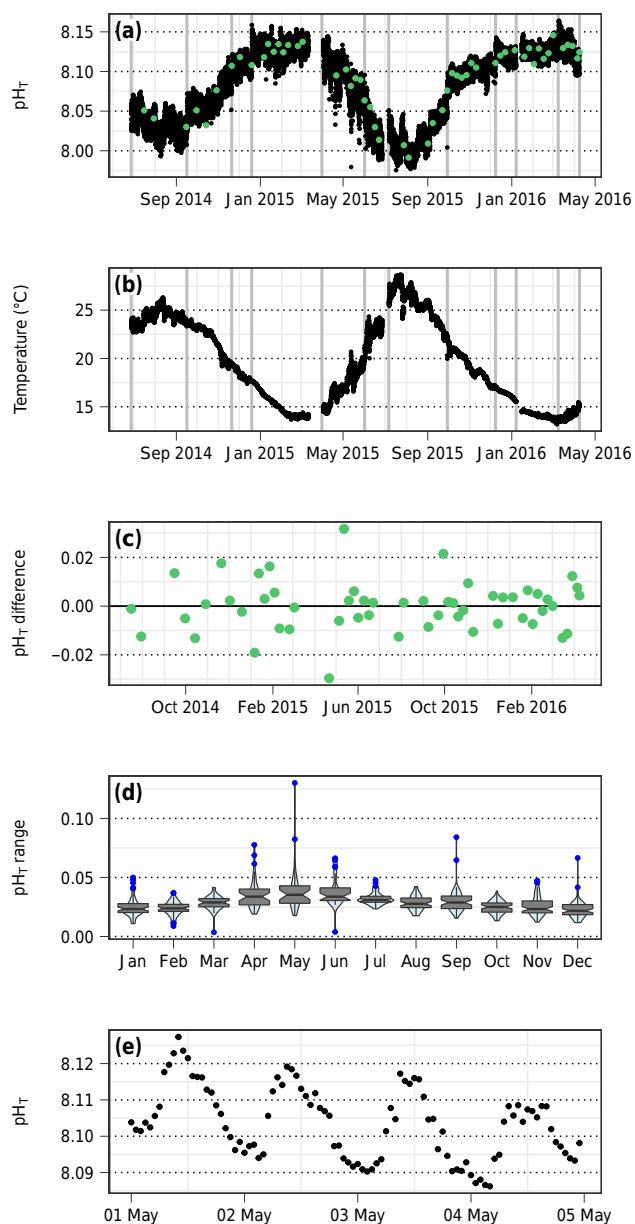 (a)
8.15
8.10
8.05
8.00
pHT
Sep 2014 Jan 2015 May 2015 Sep 2015 Jan 2016 May 2016
(b)
25
20
15
Temperature (°C)
Sep 2014 Jan 2015 May 2015 Sep 2015 Jan 2016 May 2016
(c)
0.02
0.00
−0.02
pHT difference
Oct 2014 Feb 2015 Jun 2015 Oct 2015 Feb 2016
(d)
0.10
0.05
0.00
pHT range
Jan Feb Mar Apr May Jun Jul Aug Sep Oct Nov Dec
(e)
8.12
8.11
8.10
8.09
pHT
01 May 02 May 03 May 04 May 05 May